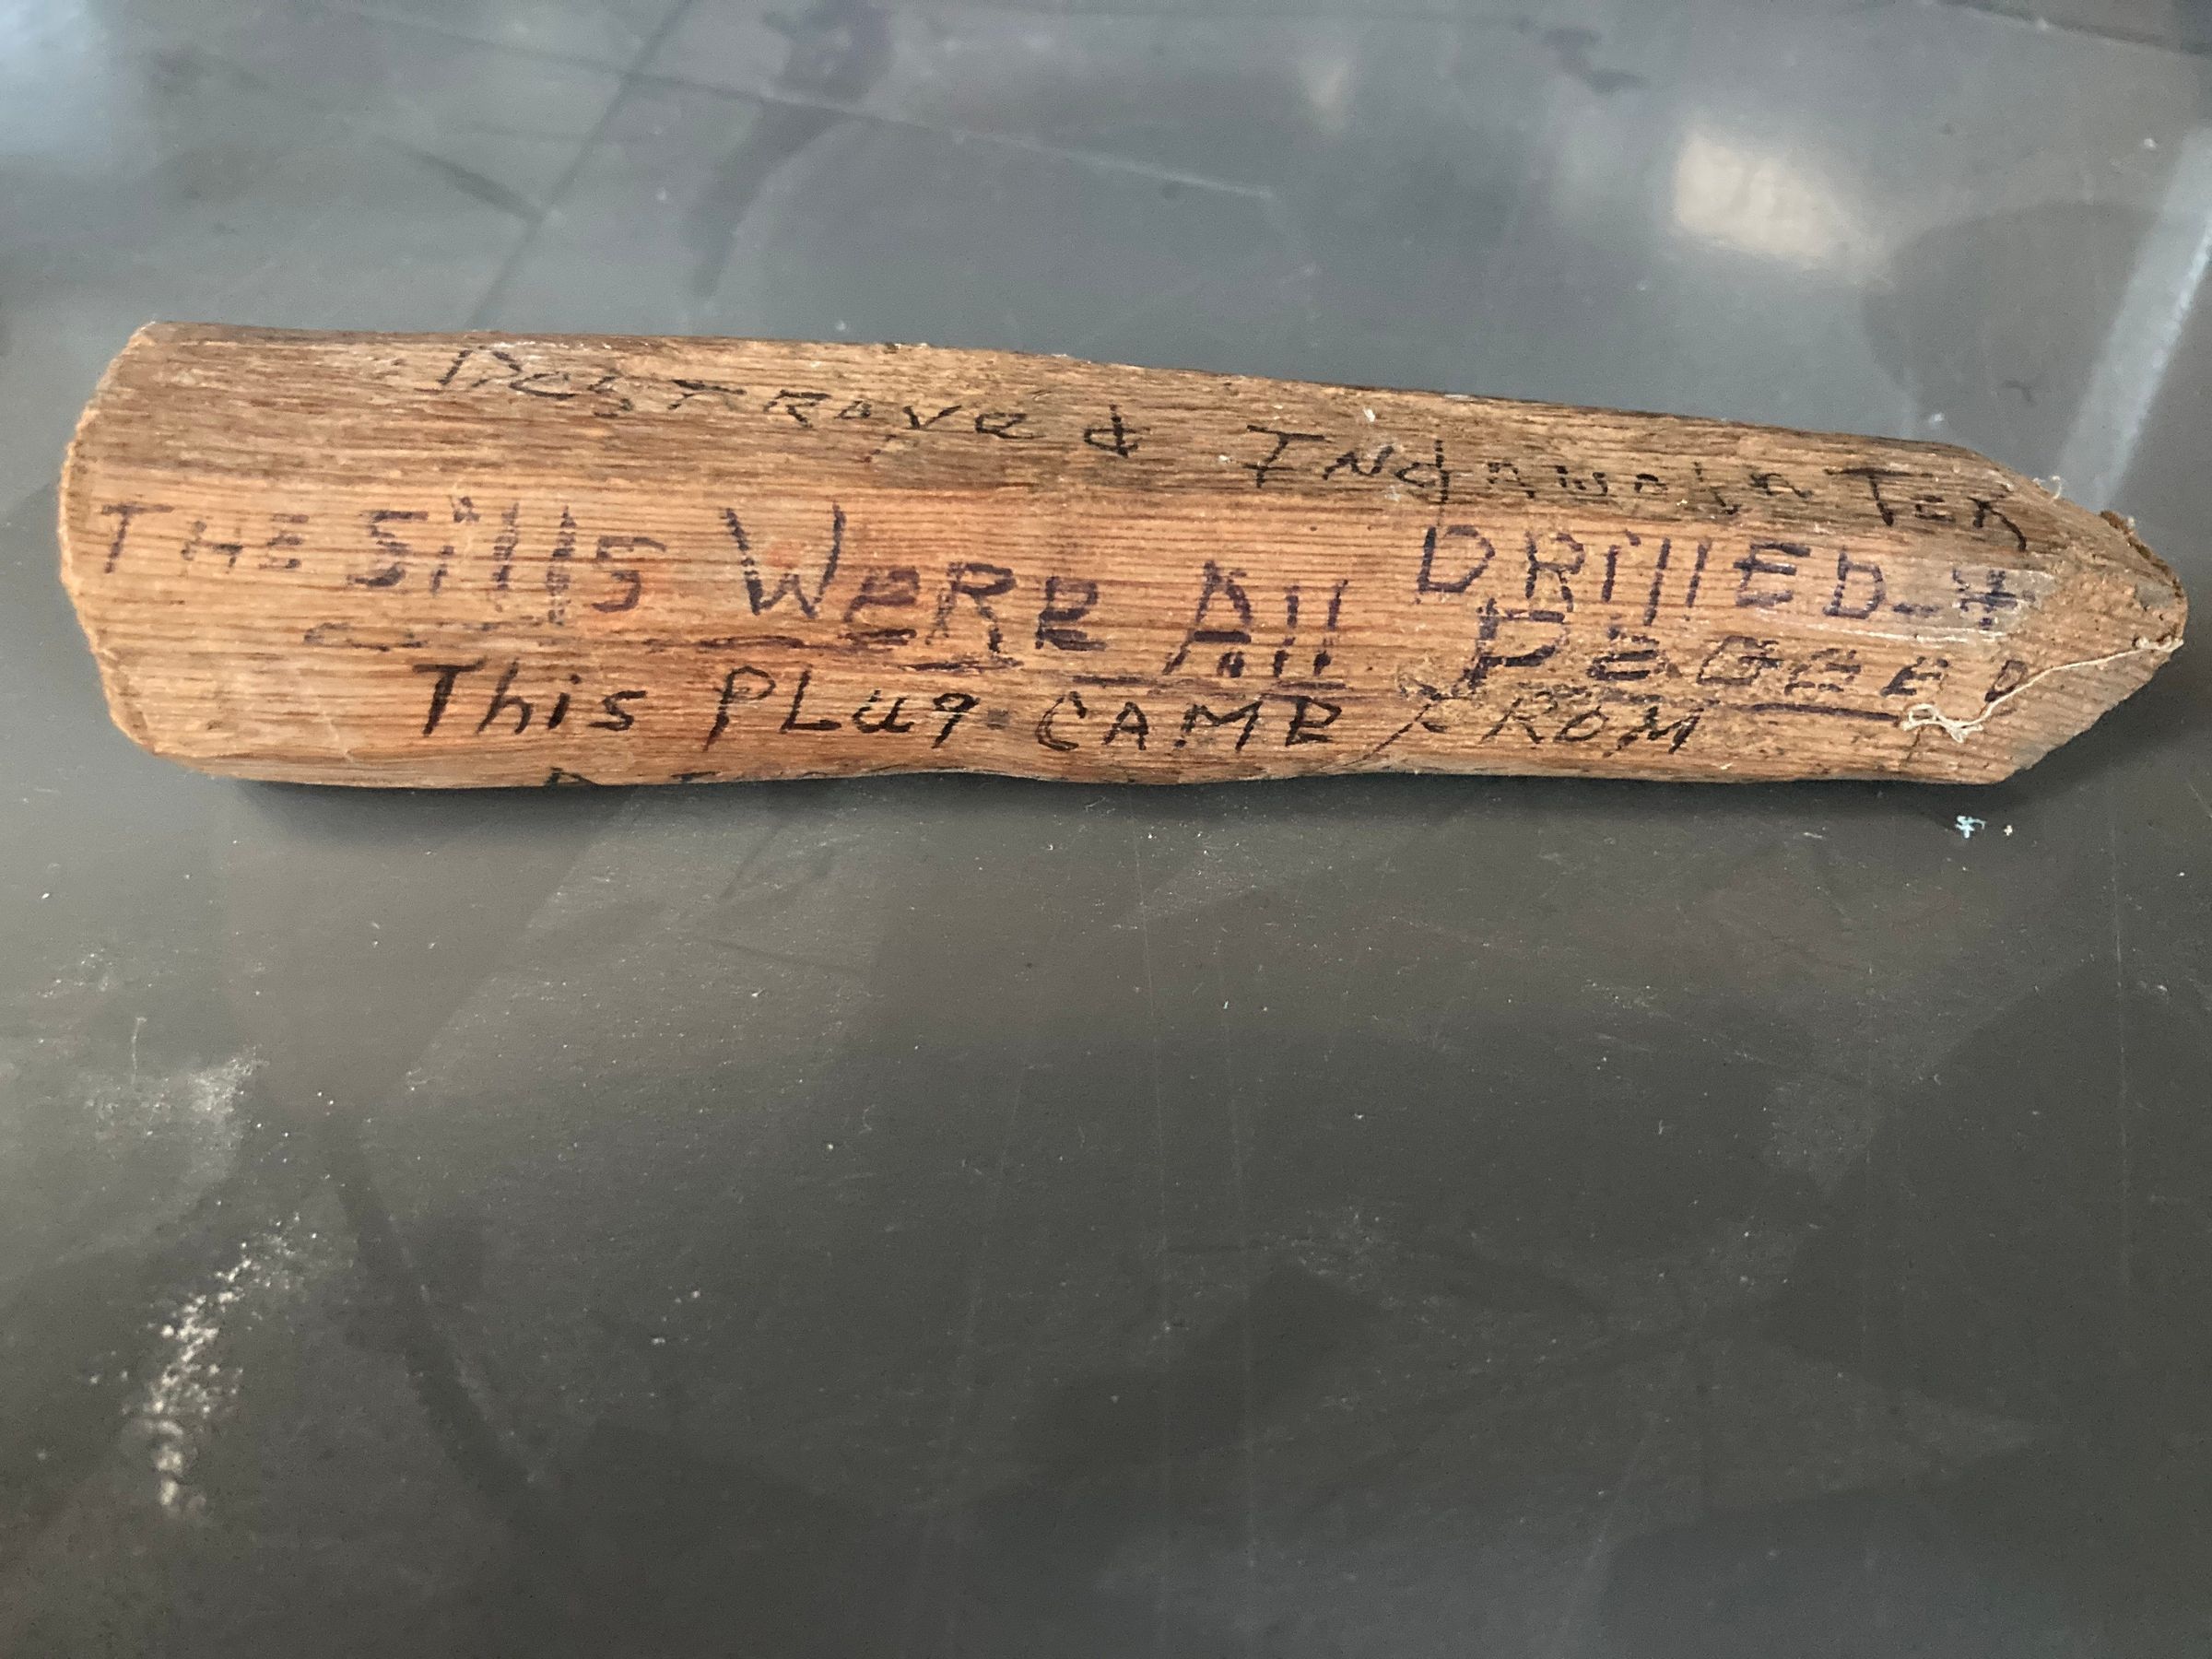 Destroyed Indianola Tex
THE Sills WeRe All DRillED &
PeGGeD
This PLug CAME FROM